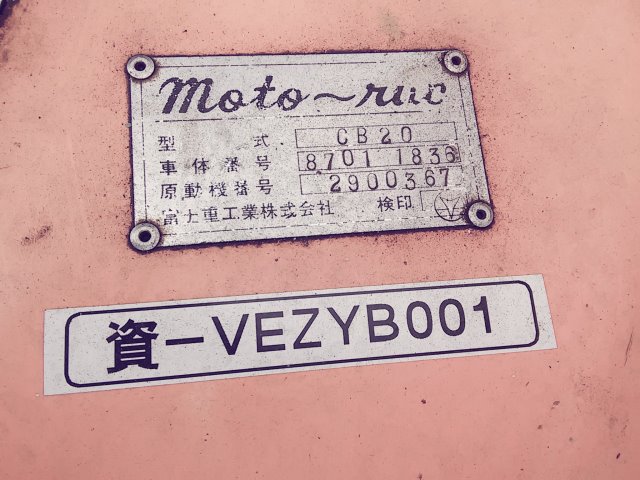 Moto~ruc
型式 CB20
車体番号 8701 1836
原動機番号 2900367
富士重工業株式会社 検印
資-VEZYB001